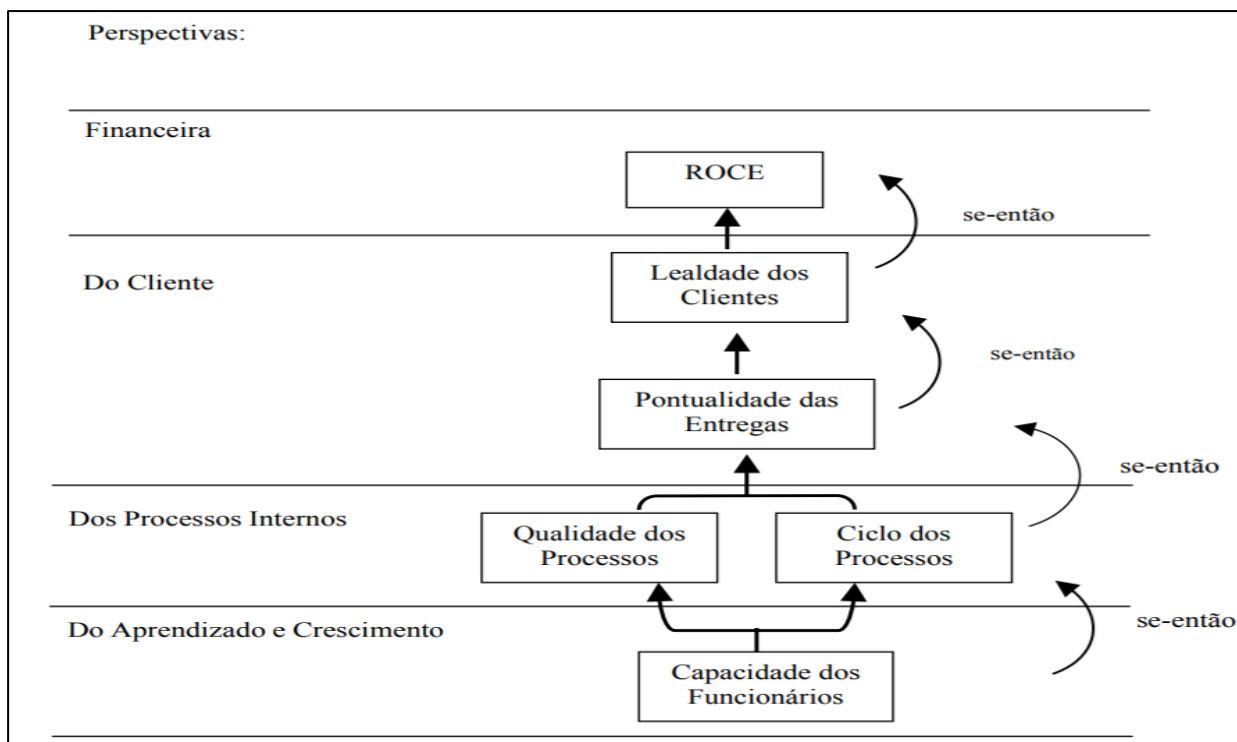 Perspectivas:
Financeira
ROCE
se-então
Do Cliente
Lealdade dos
Clientes
se-então
Pontualidade das
Entregas
se-então
Dos Processos Internos
Qualidade dos
Processos
Ciclo dos
Processos
se-então
Do Aprendizado e Crescimento
Capacidade dos
Funcionários